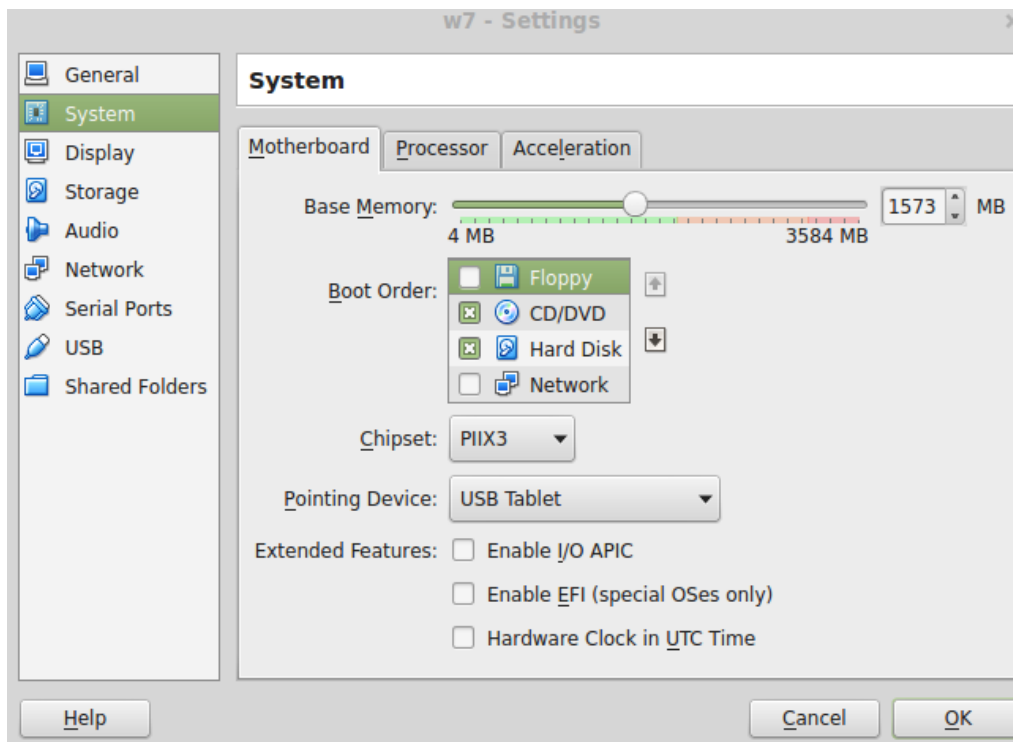 w7 - Settings
General
System
Display
Storage
Audio
Network
Serial Ports
USB
Shared Folders
System
Motherboard Processor Acceleration
Base Memory: 1573 MB
4 MB 3584 MB
Boot Order: Floppy
CD/DVD
Hard Disk
Network
Chipset: PIIX3
Pointing Device: USB Tablet
Extended Features: Enable I/O APIC
Enable EFI (special OSes only)
Hardware Clock in UTC Time
Help Cancel OK